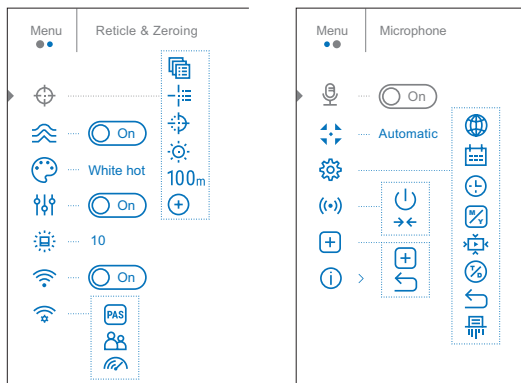 Menu
Reticle & Zeroing
On
White hot
On
10
On
100m
PAS
Menu
Microphone
On
Automatic
M/Y
T/D